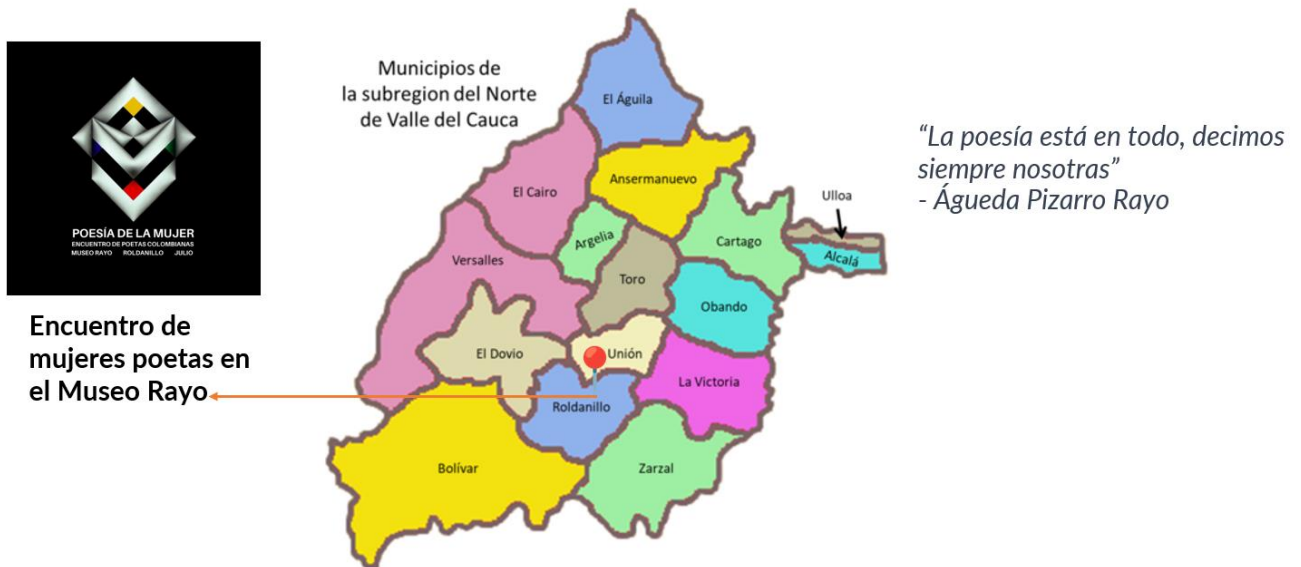 POESÍA DE LA MUJER
ENCUENTRO DE POETAS COLOMBIANAS
MUSEO RAYO ROLDANILLO JULIO
Encuentro de
mujeres poetas en
el Museo Rayo
Municipios de
la subregion del Norte
de Valle del Cauca
El Águila
Ansermanuevo
El Cairo
Ulloa
Argelia
Cartago
Alcalá
Versalles
Toro
Obando
El Dovio
Unión
La Victoria
Roldanillo
Bolívar
Zarzal
“La poesía está en todo, decimos
siempre nosotras”
- Águeda Pizarro Rayo